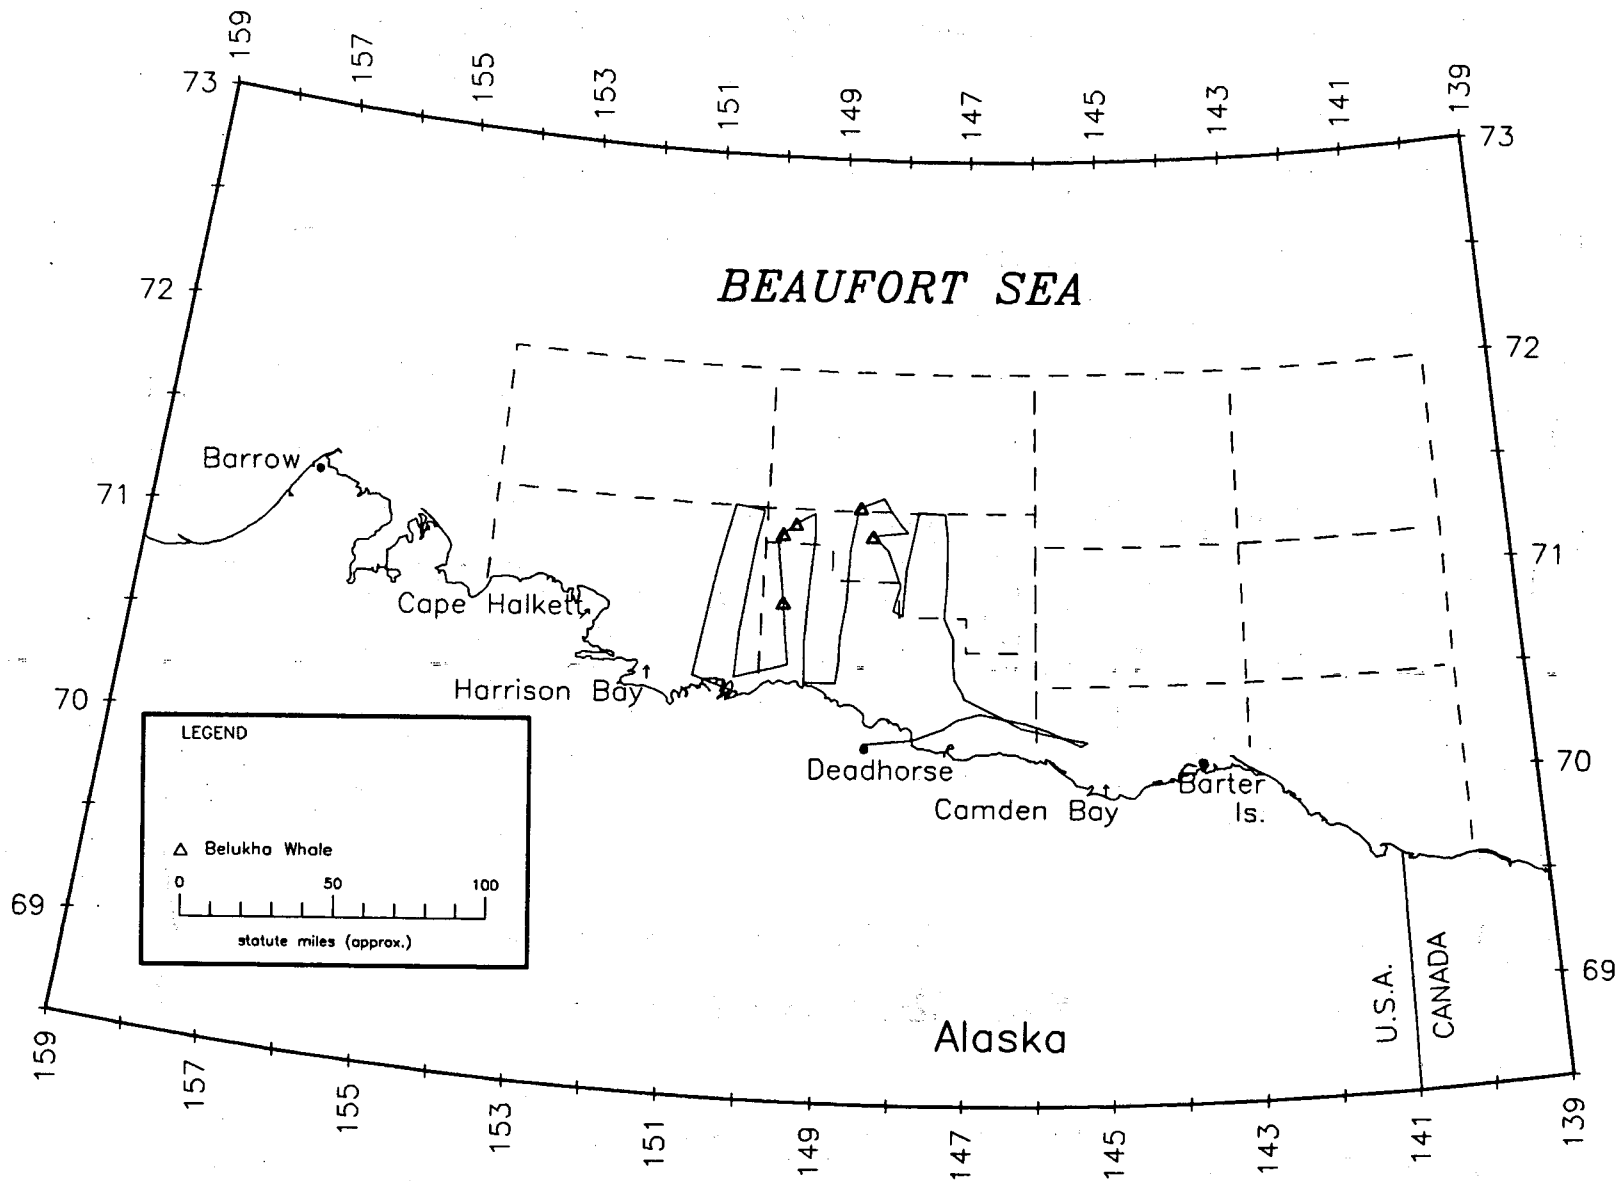 159
157
155
153
151
149
147
145
143
141
139
73
73
BEAUFORT SEA
72
72
Barrow
71
71
Cape Halkett
Harrison Bay
70
70
Deadhorse
Camden Bay
Barter
Is.
LEGEND
Belukha Whale
0 50 100
statute miles (approx.)
69
69
U.S.A.
CANADA
Alaska
159
157
155
153
151
149
147
145
143
141
139